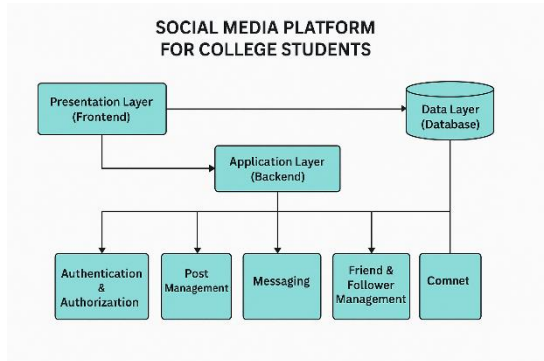 SOCIAL MEDIA PLATFORM
FOR COLLEGE STUDENTS
Presentation Layer
(Frontend)
Data Layer
(Database)
Application Layer
(Backend)
Authentication
&
Authorizaıtion
Post
Management
Messaging
Friend &
Follower
Management
Comnet